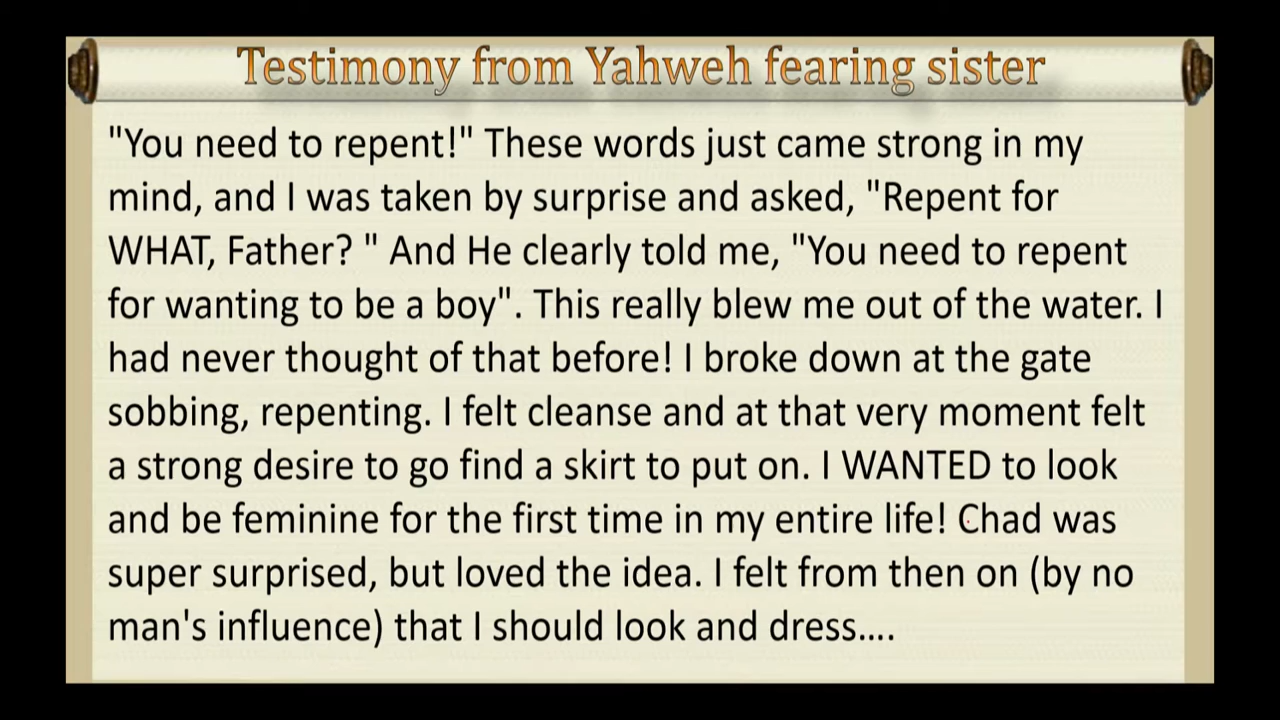 Testimony from Yahweh fearing sister
"You need to repent!" These words just came strong in my
mind, and I was taken by surprise and asked, "Repent for
WHAT, Father? " And He clearly told me, "You need to repent
for wanting to be a boy". This really blew me out of the water. I
had never thought of that before! I broke down at the gate
sobbing, repenting. I felt cleanse and at that very moment felt
a strong desire to go find a skirt to put on. I WANTED to look
and be feminine for the first time in my entire life! Chad was
super surprised, but loved the idea. I felt from then on (by no
man's influence) that I should look and dress....